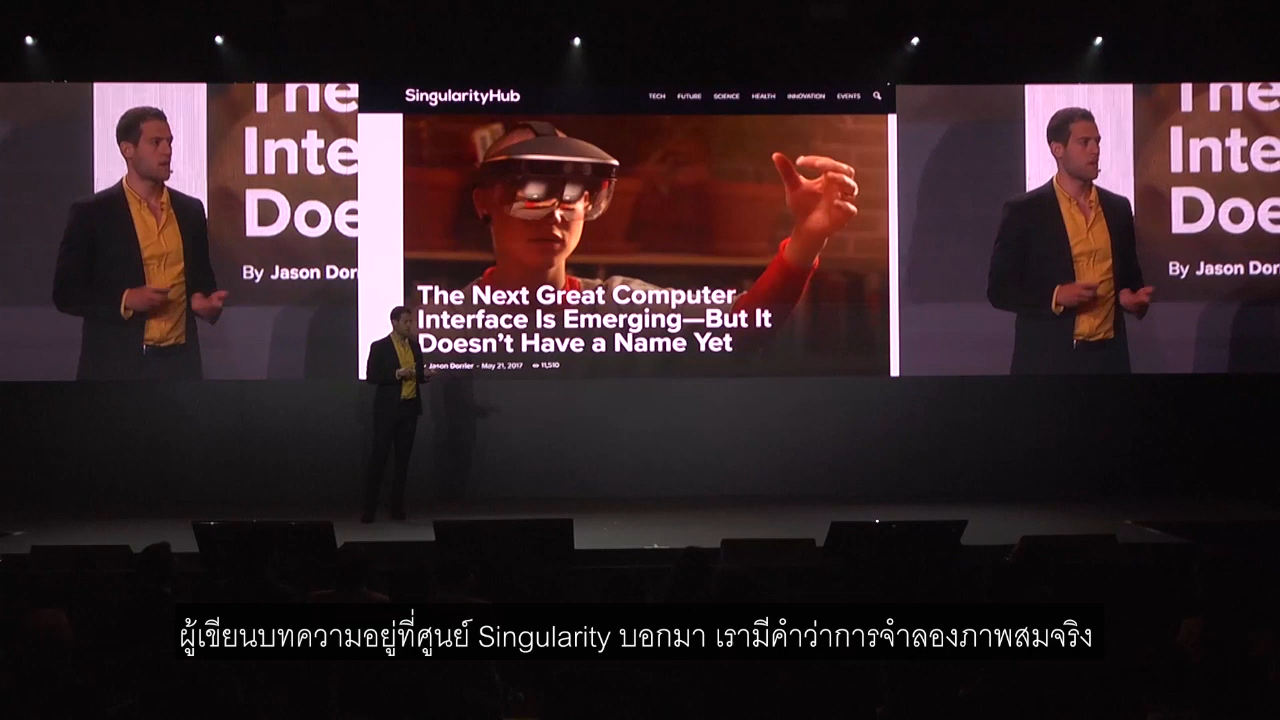 SingularityHub
TECH FUTURE SCIENCE HEALTH INNOVATION EVENTS
The
Inte
Doe
By Jason Dor
The Next Great Computer
Interface Is Emerging—But It
Doesn't Have a Name Yet
Jason Dorrier - May 21, 2017 11,510
The
Inte
Doe
By Jason Dor
ผู้เขียนบทความอยู่ที่ศูนย์ Singularity บอกมา เรามีคำว่าการจำลองภาพสมจริง